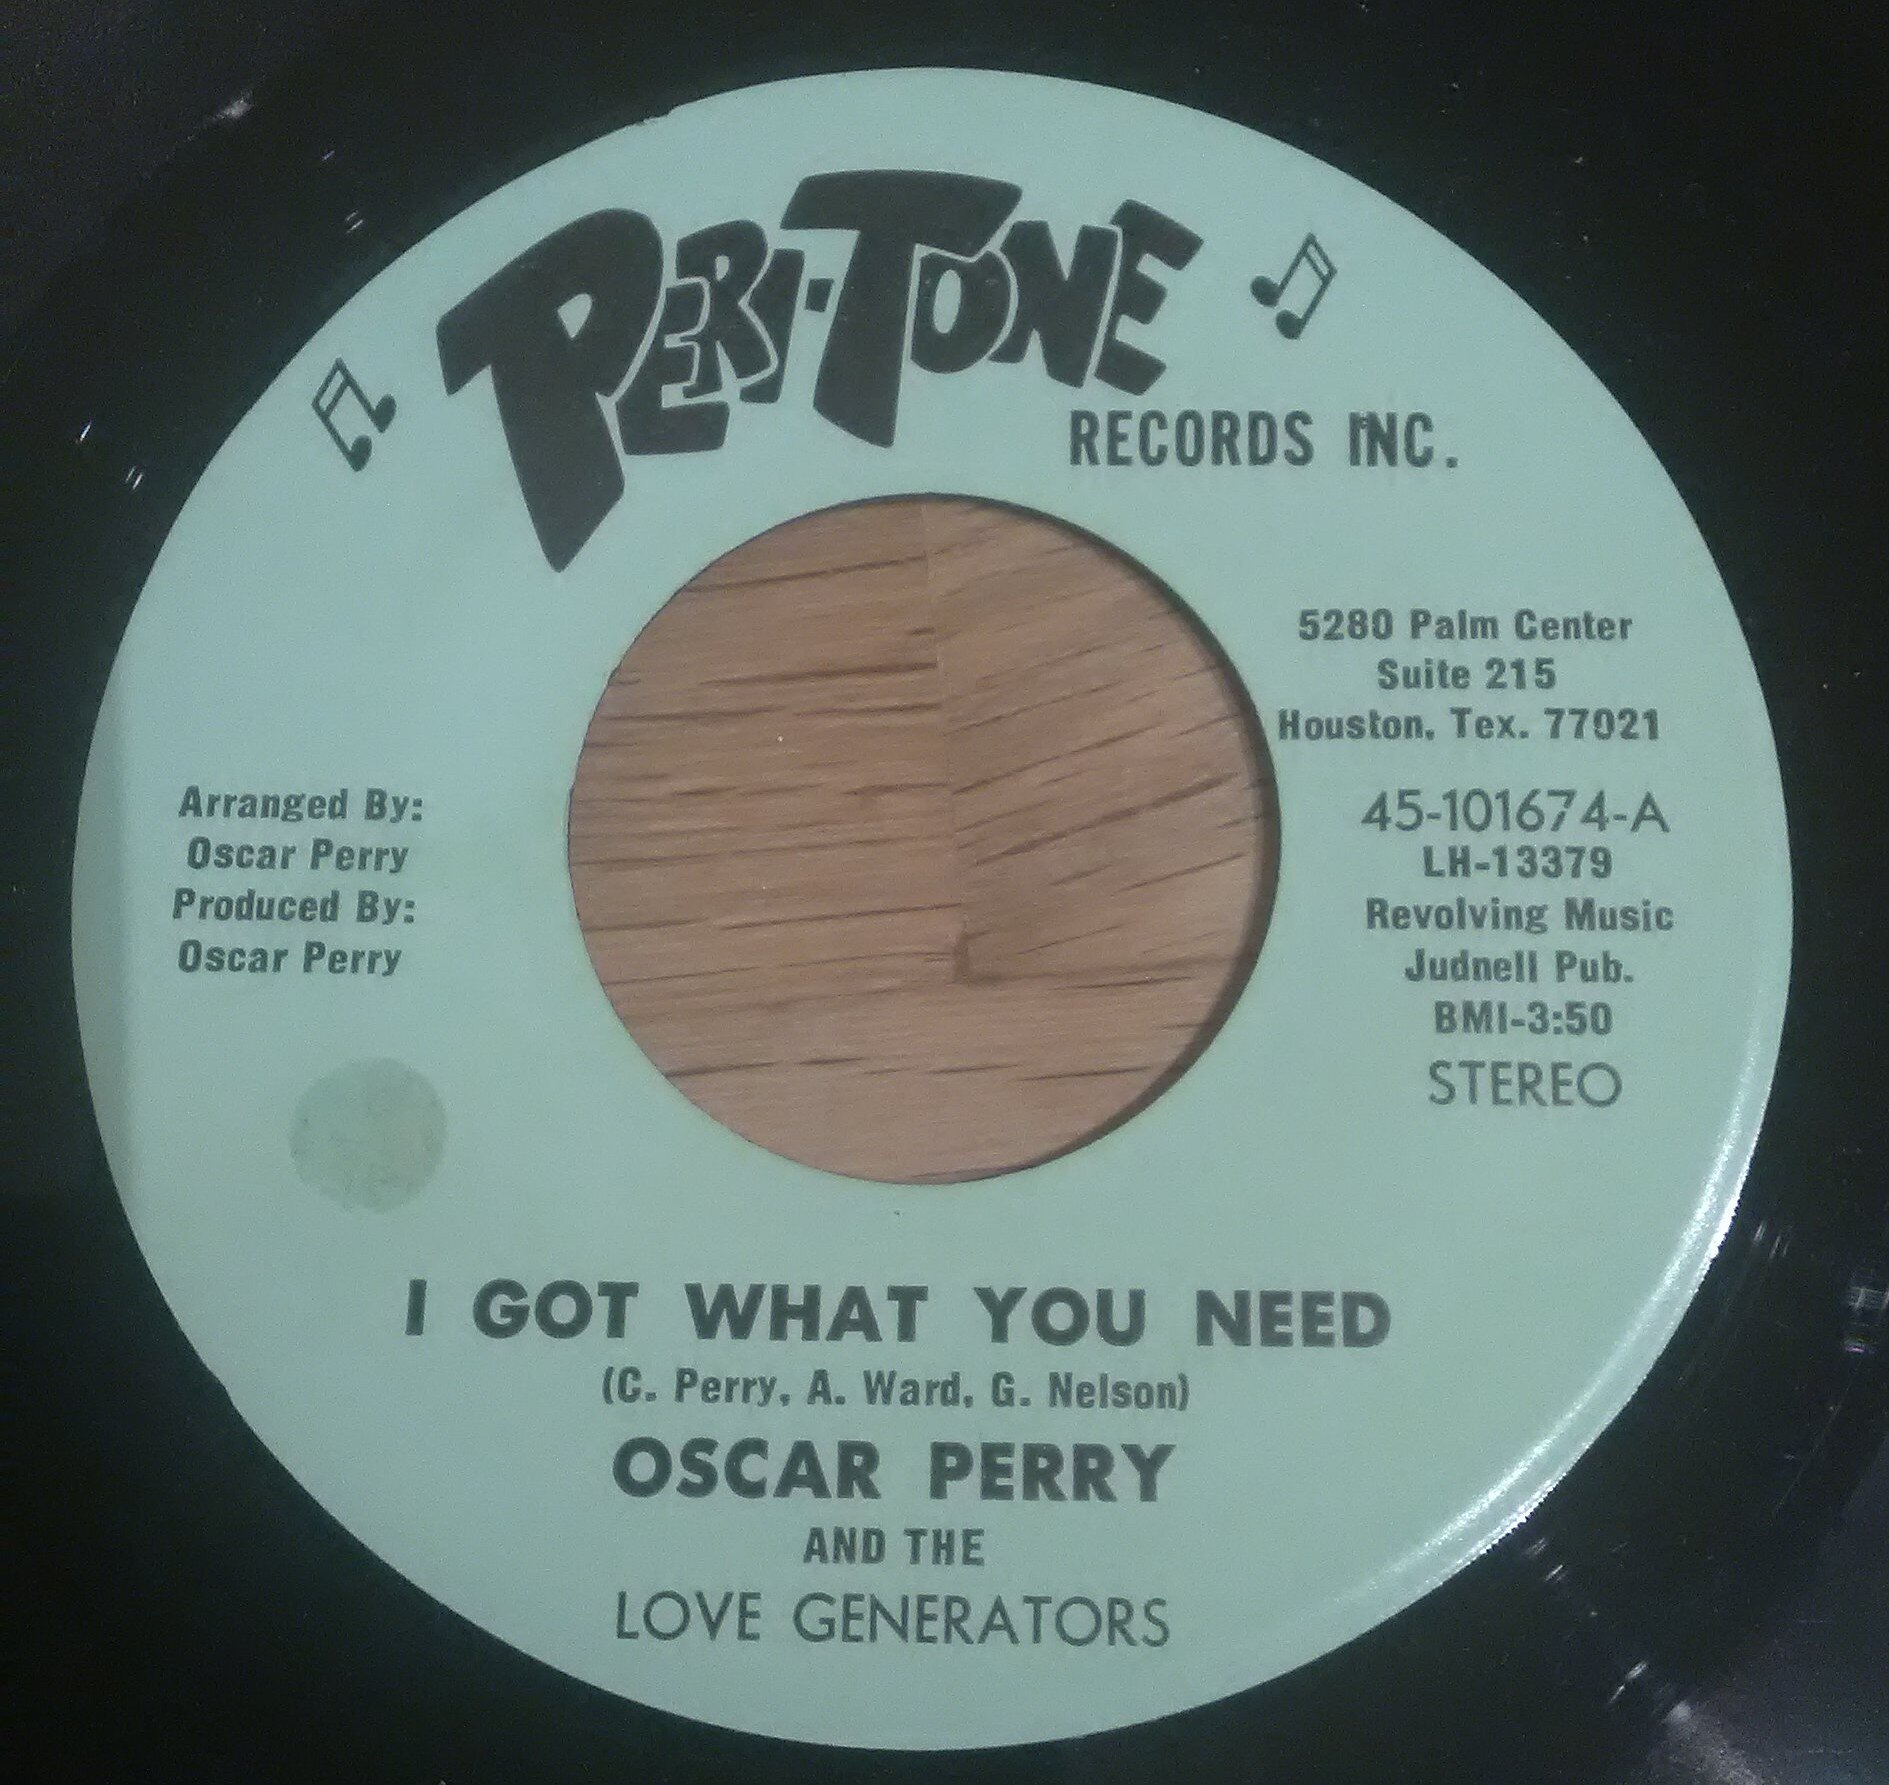 PERI-TONE
RECORDS INC.
5280 Palm Center
Suite 215
Houston, Tex. 77021
45-101674-A
LH-13379
Revolving Music
Judnell Pub.
BMI-3:50
STEREO
Arranged By:
Oscar Perry
Produced By:
Oscar Perry
I GOT WHAT YOU NEED
(C. Perry, A. Ward, G. Nelson)
OSCAR PERRY
AND THE
LOVE GENERATORS